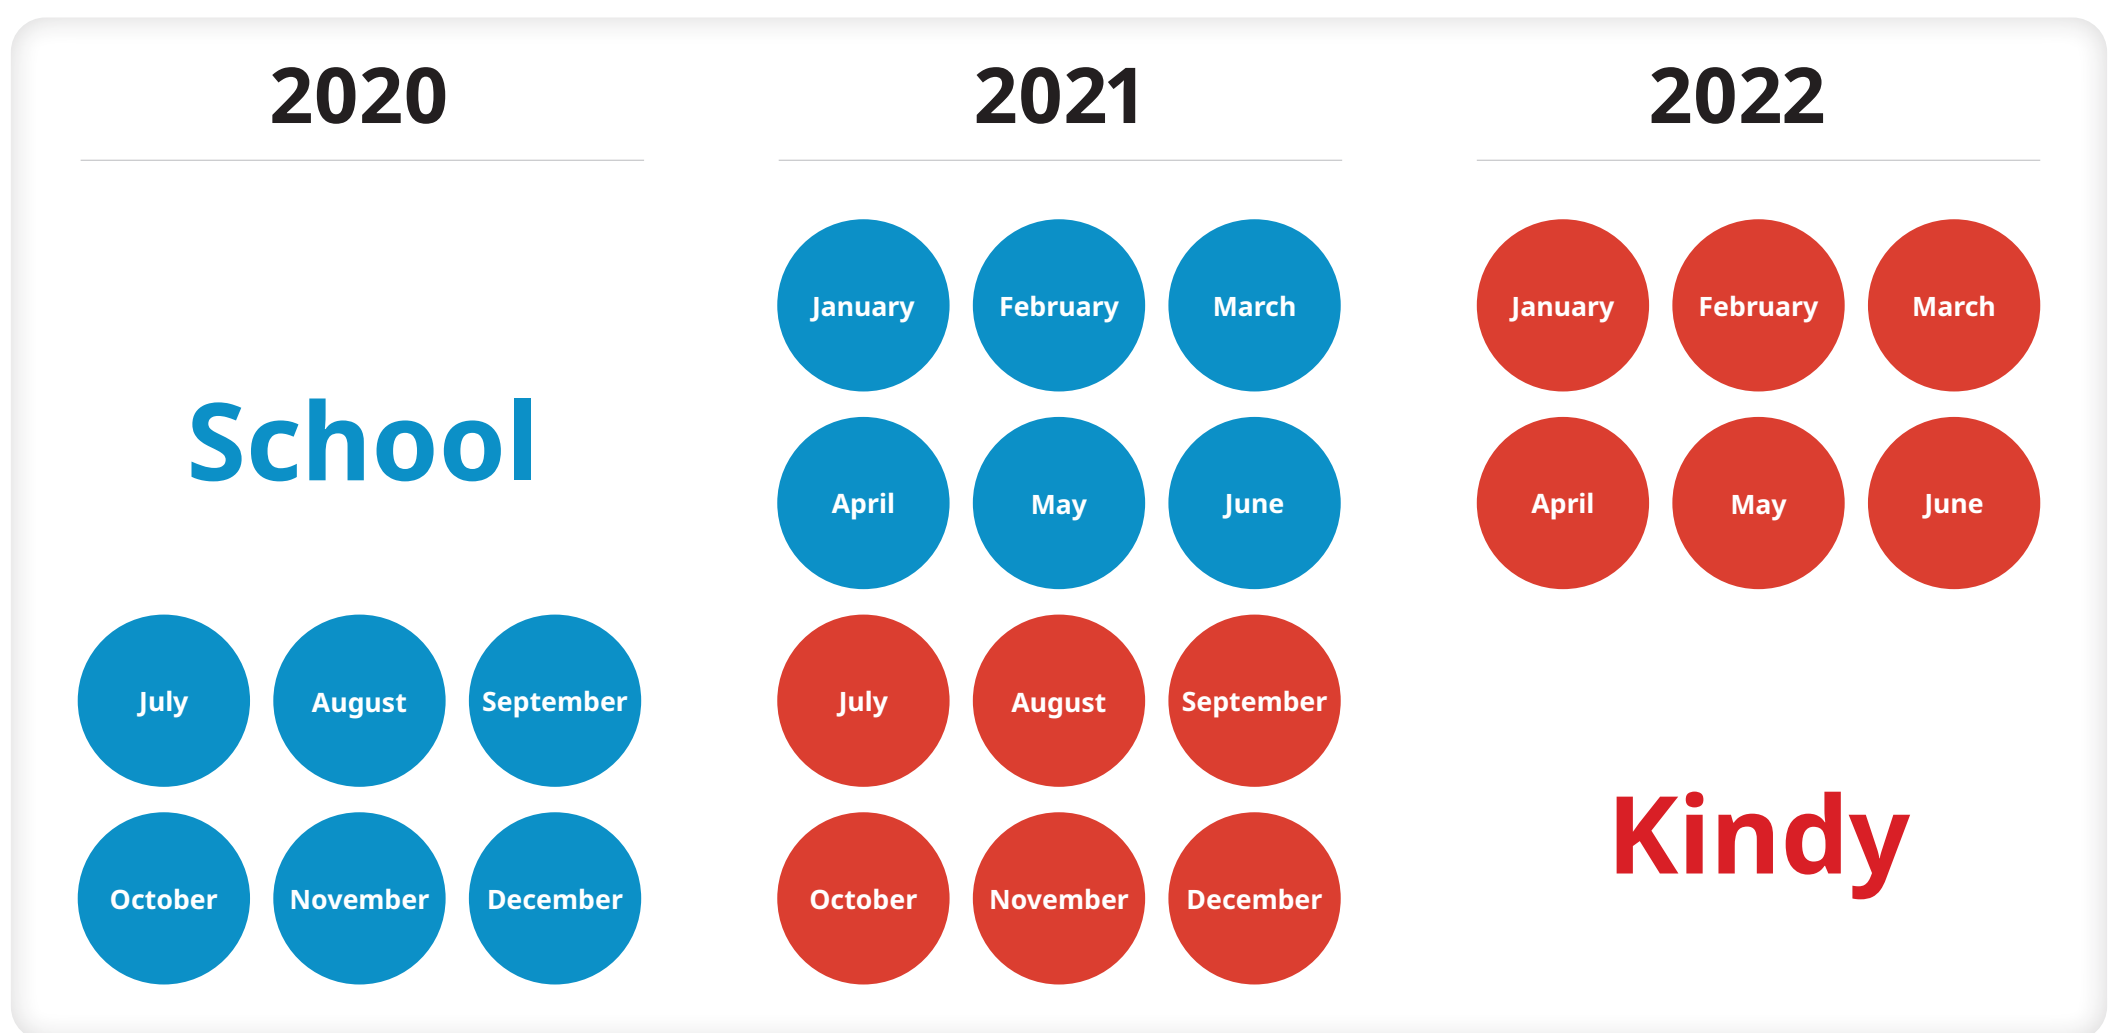 2020
School
July August September
October November December
2021
January February March
April May June
July August September
October November December
2022
January February March
April May June
Kindy